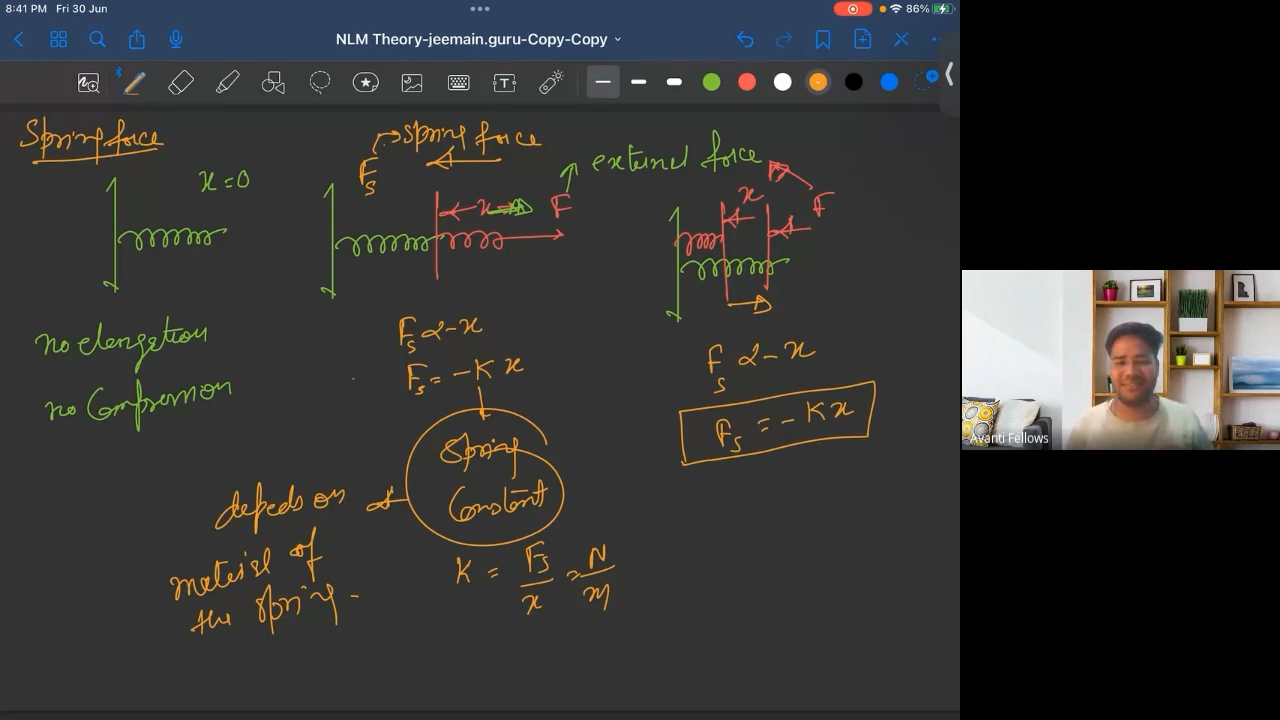 8:41 PM Fri 30 Jun
86%
NLM Theory-jeemain.guru-Copy-Copy
Spring force
x=0
no elongation
no Compression
Fs
Spring force
x
F
external force
Fs ∝ -x
Fs = -K x
Spring
Constant
depends on
material of
the spring
K = Fs/x = N/m
x
F
Fs ∝ -x
Fs = -Kx
Avanti Fellows